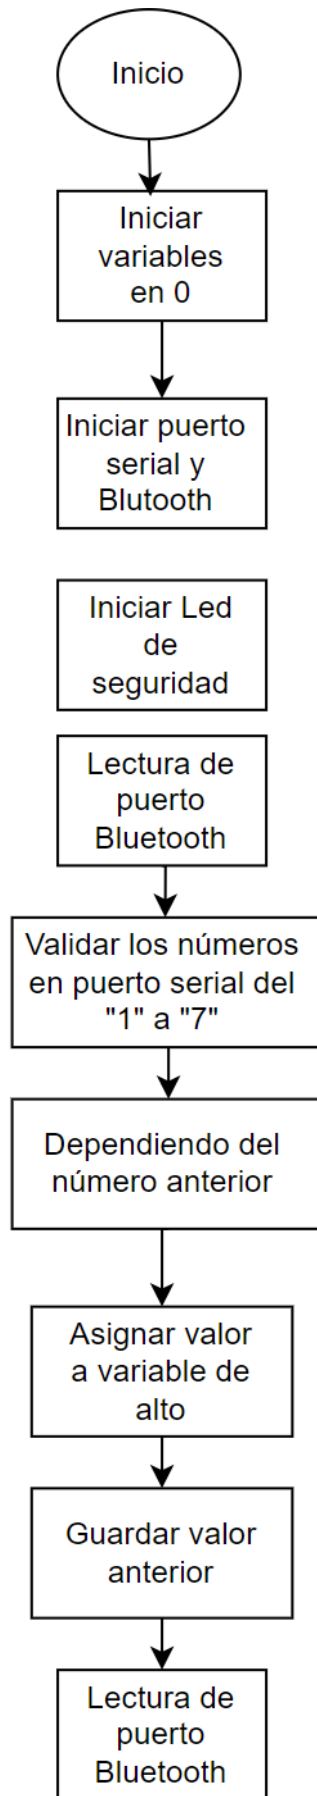 Inicio
Iniciar
variables
en 0
Iniciar puerto
serial y
Blutooth
Iniciar Led
de
seguridad
Lectura de
puerto
Bluetooth
Validar los números
en puerto serial del
"1" a "7"
Dependiendo del
número anterior
Asignar valor
a variable de
alto
Guardar valor
anterior
Lectura de
puerto
Bluetooth